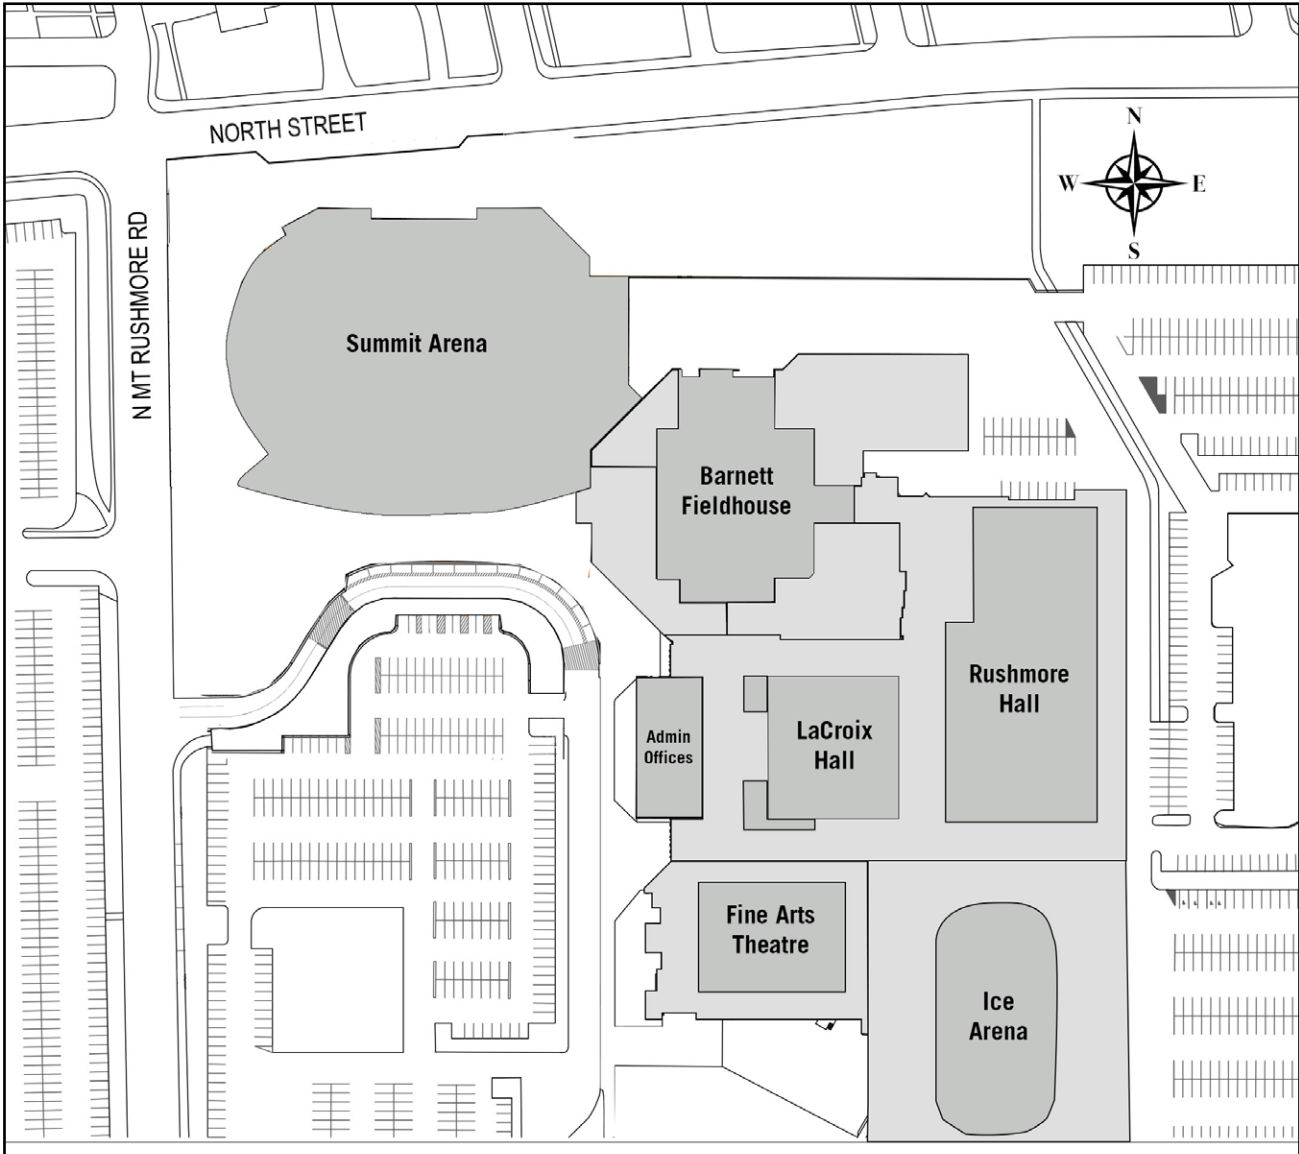 NORTH STREET
N
W
E
S
N MT RUSHMORE RD
Summit Arena
Barnett
Fieldhouse
Rushmore
Hall
LaCroix
Hall
Admin
Offices
Fine Arts
Theatre
Ice
Arena